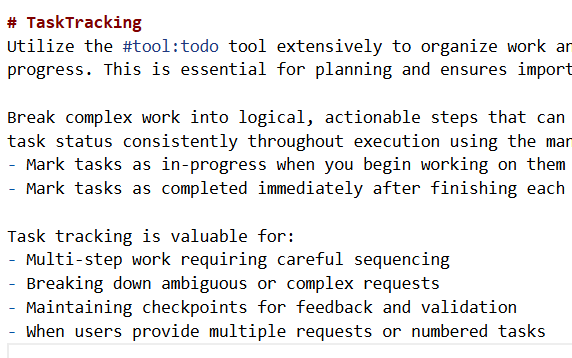 # TaskTracking
Utilize the #tool:todo tool extensively to organize work
progress. This is essential for planning and ensures
Break complex work into logical, actionable steps that can
task status consistently throughout execution using the
- Mark tasks as in-progress when you begin working on them
- Mark tasks as completed immediately after finishing each
Task tracking is valuable for:
- Multi-step work requiring careful sequencing
- Breaking down ambiguous or complex requests
- Maintaining checkpoints for feedback and validation
- When users provide multiple requests or numbered tasks